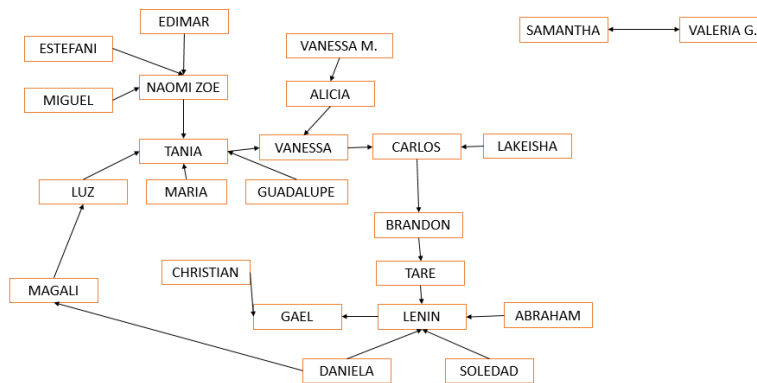 EDIMAR
SAMANTHA
VALERIA G.
ESTEFANI
VANESSA M.
NAOMI ZOE
MIGUEL
ALICIA
TANIA
VANESSA
CARLOS
LAKEISHA
LUZ
MARIA
GUADALUPE
BRANDON
CHRISTIAN
TARE
MAGALI
GAEL
LENIN
ABRAHAM
DANIELA
SOLEDAD